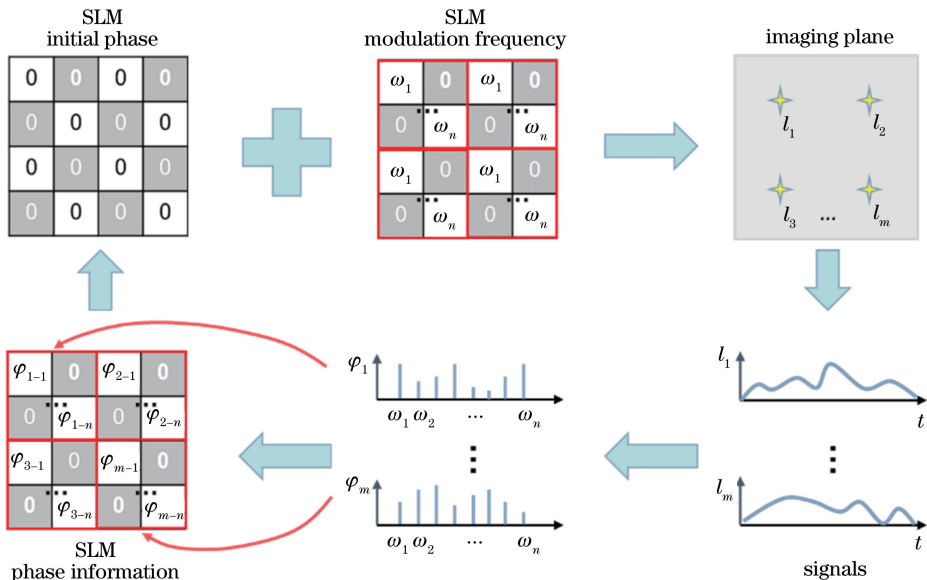 SLM
initial phase
SLM
modulation frequency
imaging plane
0 0 0 0
0 0 0 0
0 0 0 0
0 0 0 0
ω₁ 0 ω₁ 0
0 ... ωₙ 0 ... ωₙ
ω₁ 0 ω₁ 0
0 ... ωₙ 0 ... ωₙ
l₁ l₂
l₃ ... lₘ
φ₁₋₁ 0 φ₂₋₁ 0
0 ... φ₁₋ₙ 0 ... φ₂₋ₙ
φ₃₋₁ 0 φₘ₋₁ 0
0 ... φ₃₋ₙ 0 ... φₘ₋ₙ
SLM
phase information
φ₁
ω₁ ω₂ ... ωₙ
⋮
φₘ
ω₁ ω₂ ... ωₙ
l₁
t
⋮
lₘ
t
signals